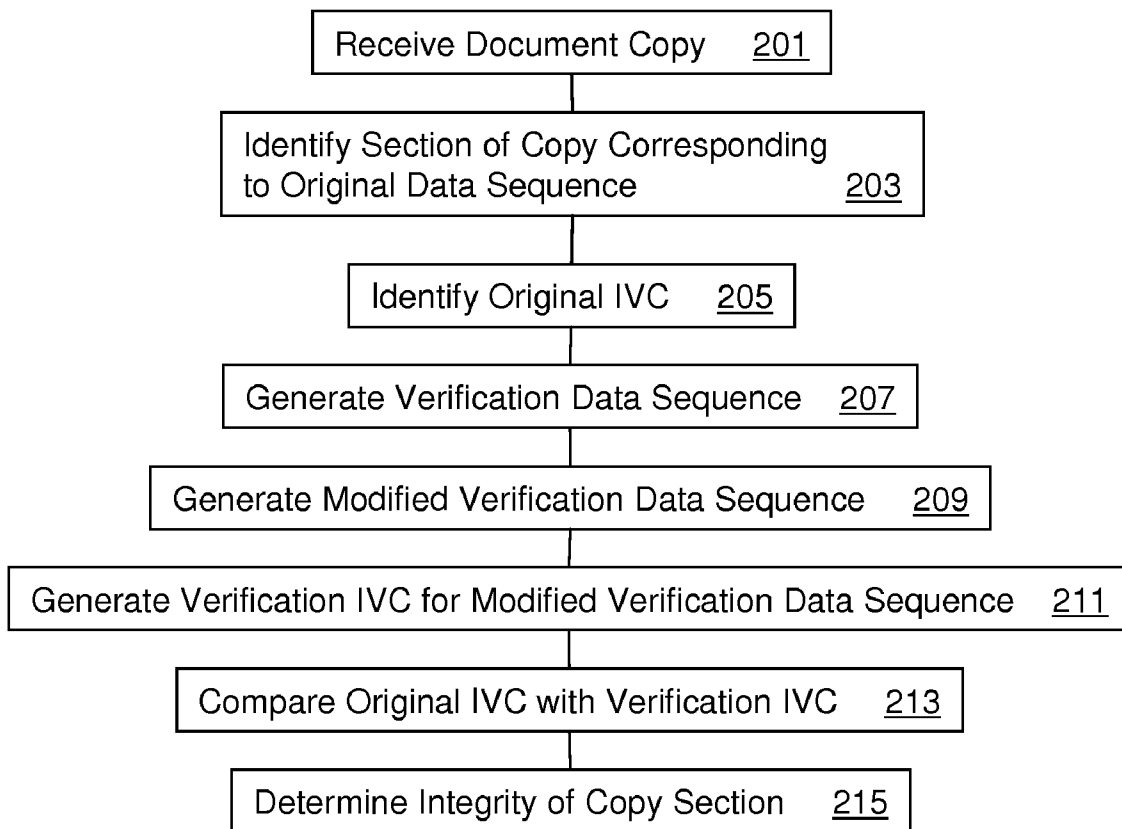 Receive Document Copy 201
Identify Section of Copy Corresponding
to Original Data Sequence 203
Identify Original IVC 205
Generate Verification Data Sequence 207
Generate Modified Verification Data Sequence 209
Generate Verification IVC for Modified Verification Data Sequence 211
Compare Original IVC with Verification IVC 213
Determine Integrity of Copy Section 215